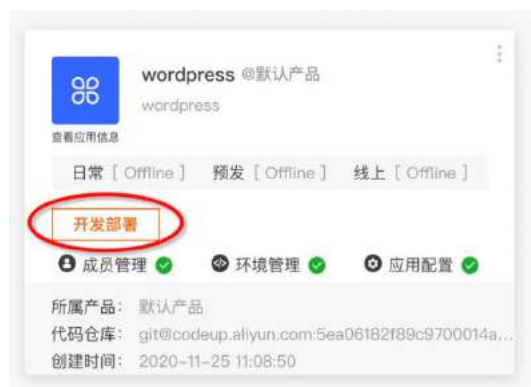 wordpress @默认产品
wordpress
查看应用信息
日常 [ Offline ] 预发 [ Offline ] 线上 [ Offline ]
开发部署
成员管理 环境管理 应用配置
所属产品： 默认产品
代码仓库： git@codeup.aliyun.com:5ea06182f89c9700014a...
创建时间： 2020-11-25 11:08:50